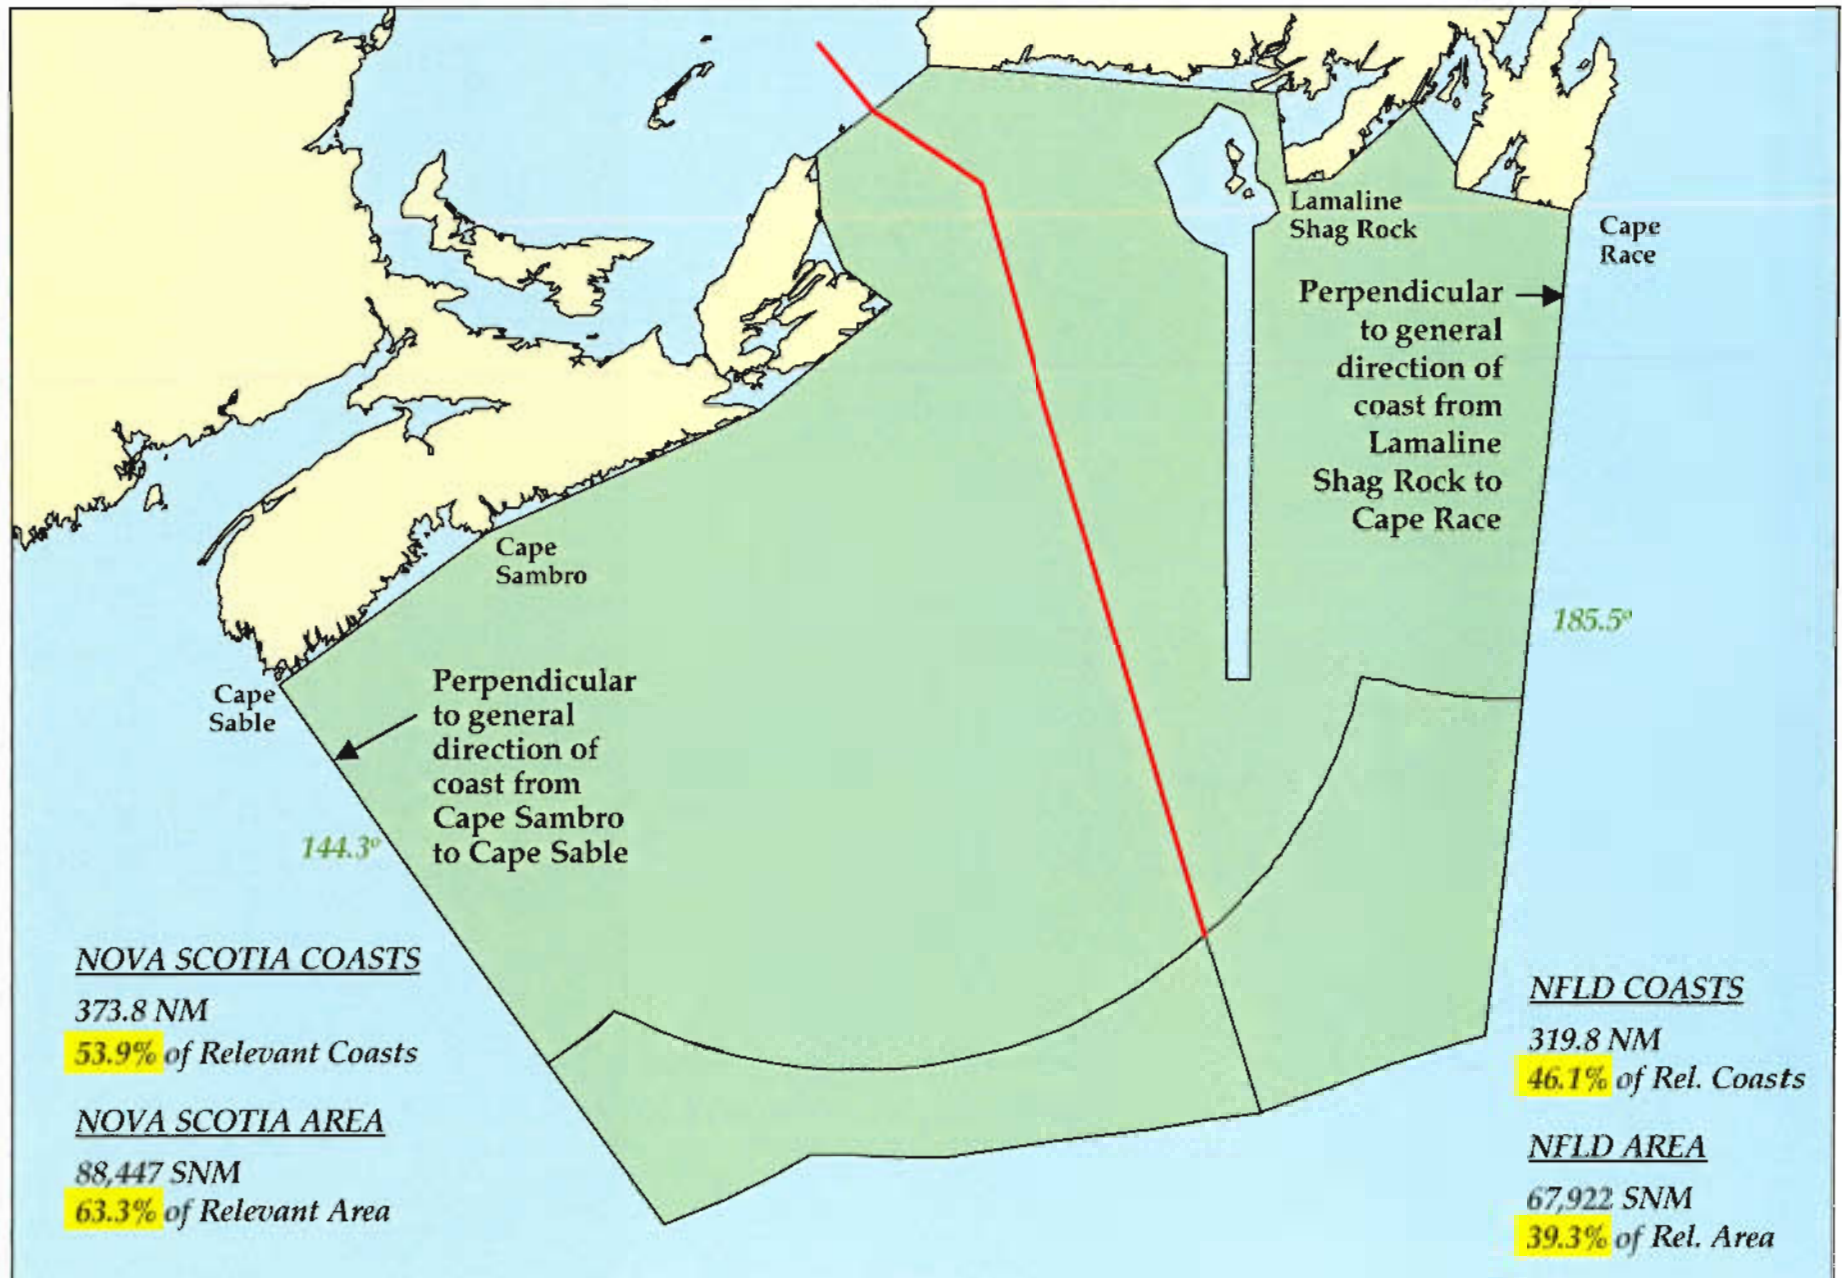 Lamaline
Shag Rock
Cape
Race
Perpendicular
to general
direction of
coast from
Lamaline
Shag Rock to
Cape Race
185.5º
Cape
Sambro
Cape
Sable
Perpendicular
to general
direction of
coast from
Cape Sambro
to Cape Sable
144.3º
NOVA SCOTIA COASTS
373.8 NM
53.9% of Relevant Coasts
NOVA SCOTIA AREA
88,447 SNM
63.3% of Relevant Area
NFLD COASTS
319.8 NM
46.1% of Rel. Coasts
NFLD AREA
67,922 SNM
39.3% of Rel. Area